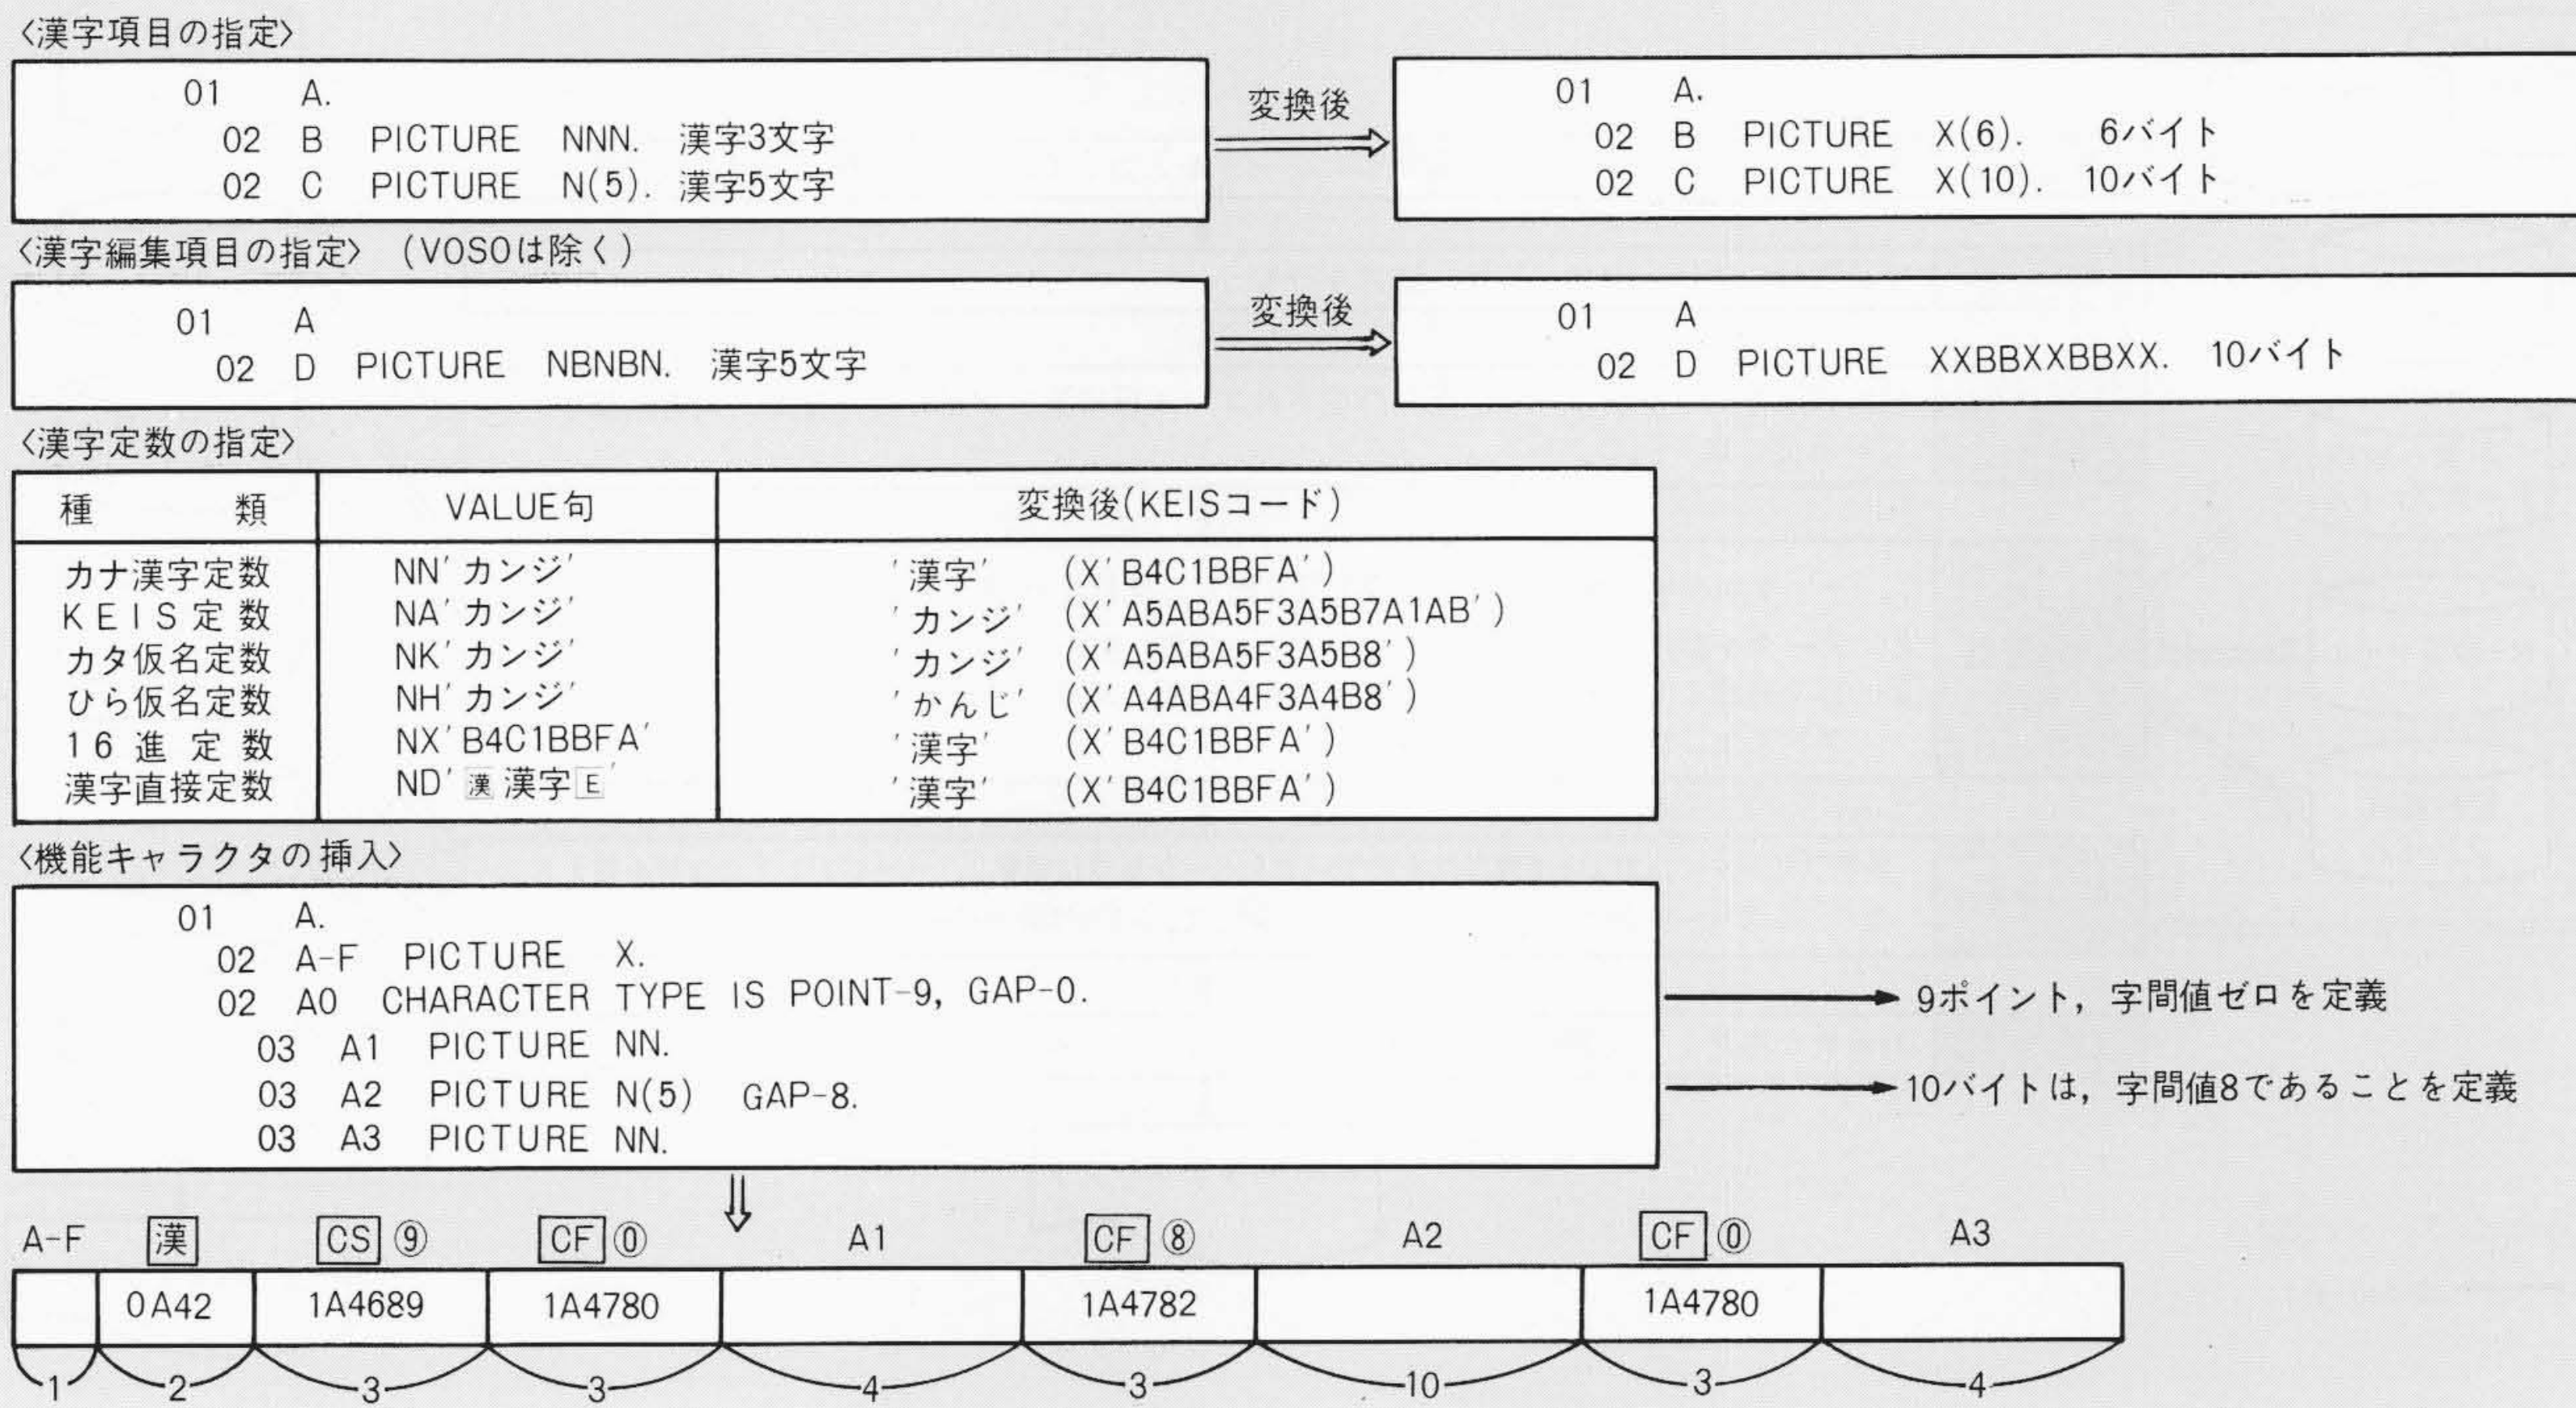 〈漢字項目の指定〉
01 A.
02 B PICTURE NNN. 漢字3文字
02 C PICTURE N(5). 漢字5文字
変換後
01 A.
02 B PICTURE X(6). 6バイト
02 C PICTURE X(10). 10バイト
〈漢字編集項目の指定〉 (VOSOは除く)
01 A
02 D PICTURE NBNBN. 漢字5文字
変換後
01 A
02 D PICTURE XXBBXXBBXX. 10バイト
〈漢字定数の指定〉
種 類 VALUE句 変換後(KEISコード)
カナ漢字定数 NN′カンジ′ ′漢字′ (X′B4C1BBFA′)
KEIS定数 NA′カンジ′ ′カンジ′ (X′A5ABA5F3A5B7A1AB′)
カタ仮名定数 NK′カンジ′ ′カンジ′ (X′A5ABA5F3A5B8′)
ひら仮名定数 NH′カンジ′ ′かんじ′ (X′A4ABA4F3A4B8′)
16進定数 NX′B4C1BBFA′ ′漢字′ (X′B4C1BBFA′)
漢字直接定数 ND′漢漢字E′ ′漢字′ (X′B4C1BBFA′)
〈機能キャラクタの挿入〉
01 A.
02 A-F PICTURE X.
02 A0 CHARACTER TYPE IS POINT-9, GAP-0.
9ポイント，字間値ゼロを定義
03 A1 PICTURE NN.
03 A2 PICTURE N(5) GAP-8.
10バイトは，字間値8であることを定義
03 A3 PICTURE NN.
A-F 漢 CS ⑨ CF ⓪ A1 CF ⑧ A2 CF ⓪ A3
0A42 1A4689 1A4780 1A4782 1A4780
1 2 3 3 4 3 10 3 4